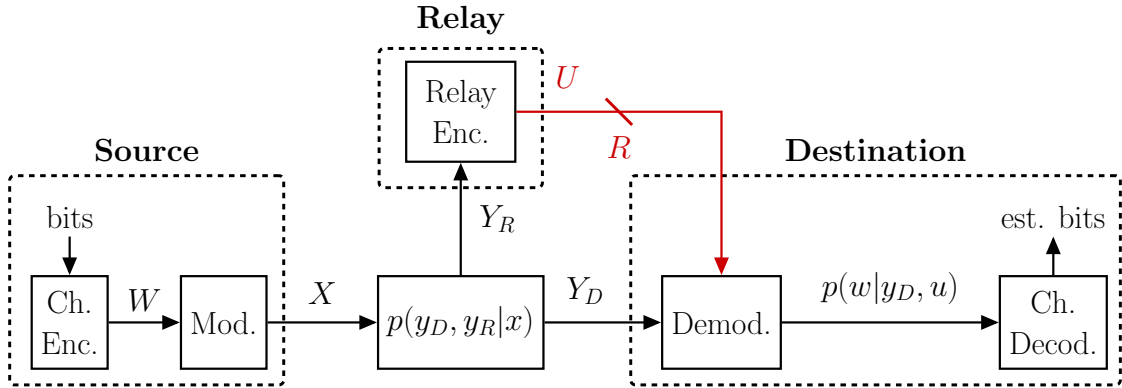 Relay
Relay
Enc.
U
R
Source
Destination
bits
Y_R
est. bits
Ch.
Enc.
W
Mod.
X
p(y_D, y_R|x)
Y_D
Demod.
p(w|y_D, u)
Ch.
Decod.